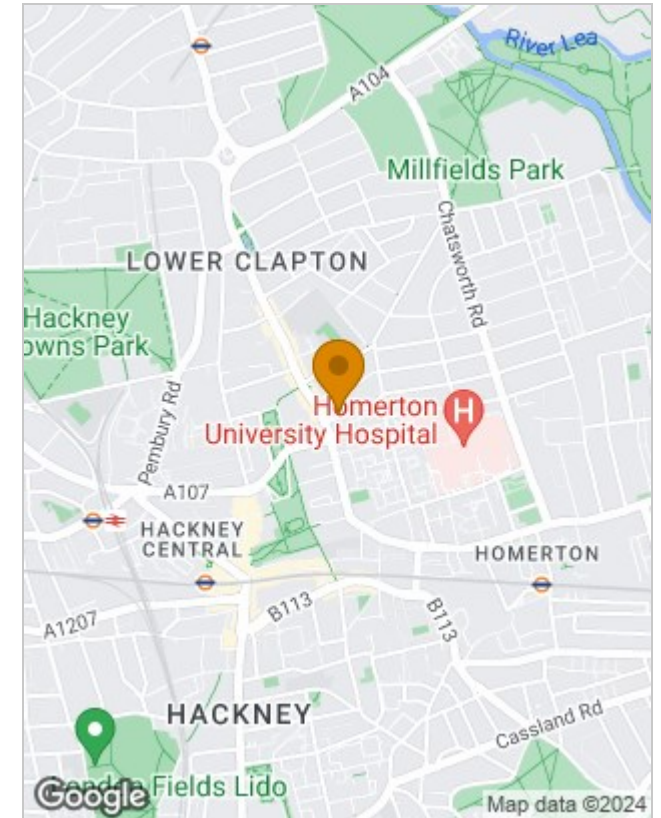 River Lea
A104
Millfields Park
Chatsworth Rd
LOWER CLAPTON
Hackney
owns Park
Pembury Rd
Homerton
University Hospital
H
A107
HACKNEY
CENTRAL
HOMERTON
A1207
B113
B113
HACKNEY
Cassland Rd
London Fields Lido
Google
Map data ©2024